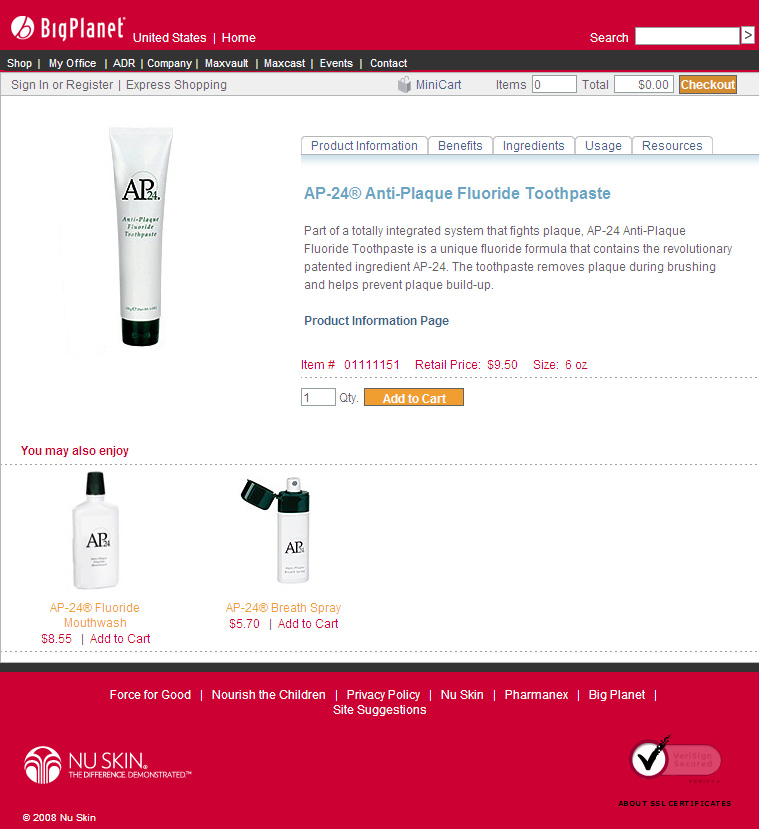 BigPlanet
United States | Home
Search >
Shop | My Office | ADR | Company | Maxvault | Maxcast | Events | Contact
Sign In or Register | Express Shopping MiniCart Items 0 Total $0.00 Checkout
Product Information Benefits Ingredients Usage Resources
AP24.
Anti-Plaque
Fluoride
Toothpaste
AP-24® Anti-Plaque Fluoride Toothpaste
Part of a totally integrated system that fights plaque, AP-24 Anti-Plaque
Fluoride Toothpaste is a unique fluoride formula that contains the revolutionary
patented ingredient AP-24. The toothpaste removes plaque during brushing
and helps prevent plaque build-up.
Product Information Page
Item # 01111151 Retail Price: $9.50 Size: 6 oz
1 Qty. Add to Cart
You may also enjoy
AP24
AP24
AP-24® Fluoride
Mouthwash
$8.55 | Add to Cart
AP-24® Breath Spray
$5.70 | Add to Cart
Force for Good | Nourish the Children | Privacy Policy | Nu Skin | Pharmanex | Big Planet |
Site Suggestions
NU SKIN®
THE DIFFERENCE. DEMONSTRATED™
VeriSign
Secured
ABOUT SSL CERTIFICATES
© 2008 Nu Skin